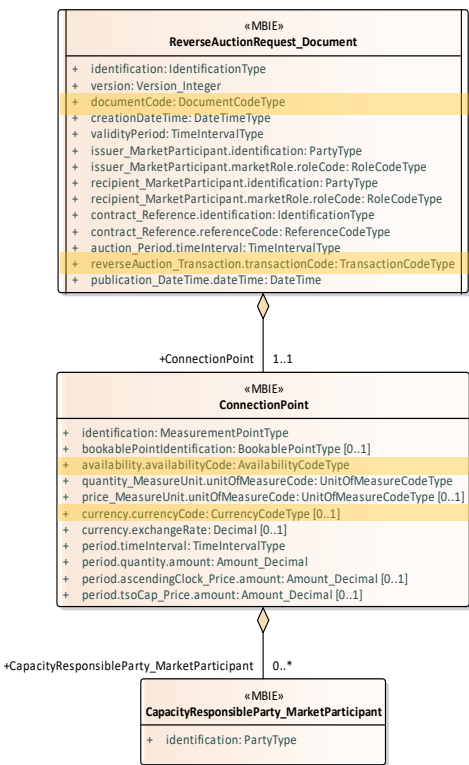 «MBIE»
ReverseAuctionRequest_Document
+ identification: IdentificationType
+ version: Version_Integer
+ documentCode: DocumentCodeType
+ creationDateTime: DateTimeType
+ validityPeriod: TimeIntervalType
+ issuer_MarketParticipant.identification: PartyType
+ issuer_MarketParticipant.marketRole.roleCode: RoleCodeType
+ recipient_MarketParticipant.identification: PartyType
+ recipient_MarketParticipant.marketRole.roleCode: RoleCodeType
+ contract_Reference.identification: IdentificationType
+ contract_Reference.referenceCode: ReferenceCodeType
+ auction_Period.timeInterval: TimeIntervalType
+ reverseAuction_Transaction.transactionCode: TransactionCodeType
+ publication_DateTime.dateTime: DateTime
+ConnectionPoint 1..1
«MBIE»
ConnectionPoint
+ identification: MeasurementPointType
+ bookablePointIdentification: BookablePointType [0..1]
+ availability.availabilityCode: AvailabilityCodeType
+ quantity_MeasureUnit.unitOfMeasureCode: UnitOfMeasureCodeType
+ price_MeasureUnit.unitOfMeasureCode: UnitOfMeasureCodeType [0..1]
+ currency.currencyCode: CurrencyCodeType [0..1]
+ currency.exchangeRate: Decimal [0..1]
+ period.timeInterval: TimeIntervalType
+ period.quantity.amount: Amount_Decimal
+ period.ascendingClock_Price.amount: Amount_Decimal [0..1]
+ period.tsoCap_Price.amount: Amount_Decimal [0..1]
+CapacityResponsibleParty_MarketParticipant 0..*
«MBIE»
CapacityResponsibleParty_MarketParticipant
+ identification: PartyType